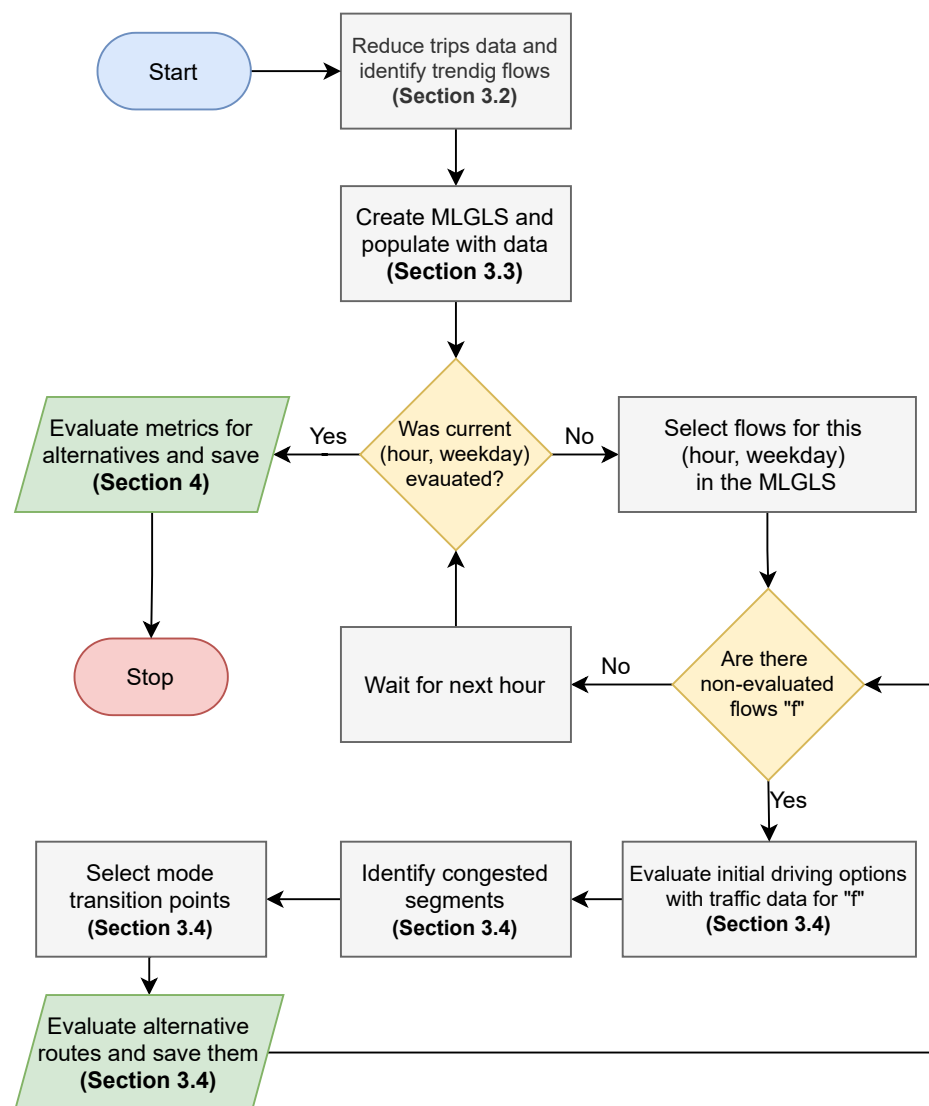 Start
Reduce trips data and
identify trendig flows
(Section 3.2)
Create MLGLS and
populate with data
(Section 3.3)
Was current
(hour, weekday)
evauated?
Yes
No
Evaluate metrics for
alternatives and save
(Section 4)
Stop
Select flows for this
(hour, weekday)
in the MLGLS
Are there
non-evaluated
flows "f"
No
Wait for next hour
Yes
Evaluate initial driving options
with traffic data for "f"
(Section 3.4)
Identify congested
segments
(Section 3.4)
Select mode
transition points
(Section 3.4)
Evaluate alternative
routes and save them
(Section 3.4)